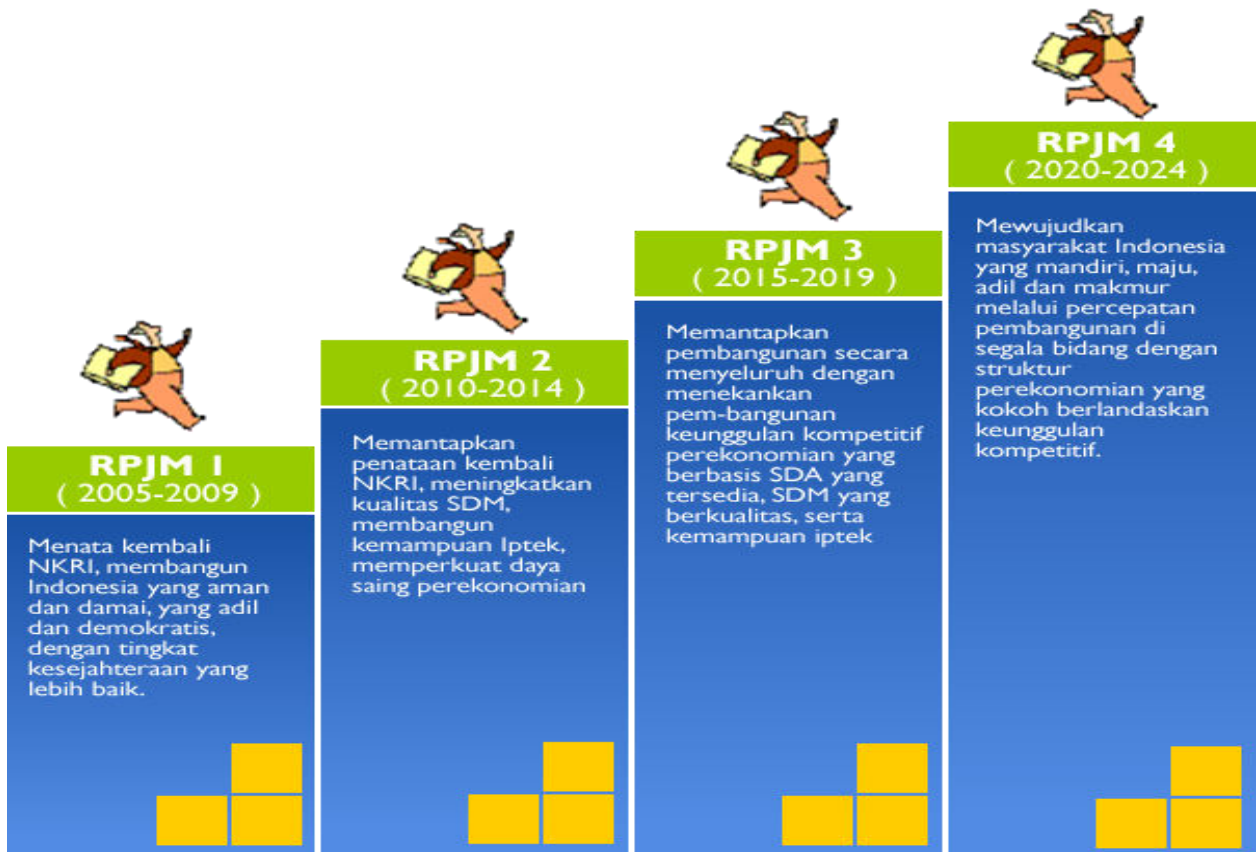 RPJM 1
( 2005-2009 )
Menata kembali
NKRI, membangun
Indonesia yang aman
dan damai, yang adil
dan demokratis,
dengan tingkat
kesejahteraan yang
lebih baik.
RPJM 2
( 2010-2014 )
Memantapkan
penataan kembali
NKRI, meningkatkan
kualitas SDM,
membangun
kemampuan Iptek,
memperkuat daya
saing perekonomian
RPJM 3
( 2015-2019 )
Memantapkan
pembangunan secara
menyeluruh dengan
menekankan
pem-bangunan
keunggulan kompetitif
perekonomian yang
berbasis SDA yang
tersedia, SDM yang
berkualitas, serta
kemampuan iptek
RPJM 4
( 2020-2024 )
Mewujudkan
masyarakat Indonesia
yang mandiri, maju,
adil dan makmur
melalui percepatan
pembangunan di
segala bidang dengan
struktur
perekonomian yang
kokoh berlandaskan
keunggulan
kompetitif.